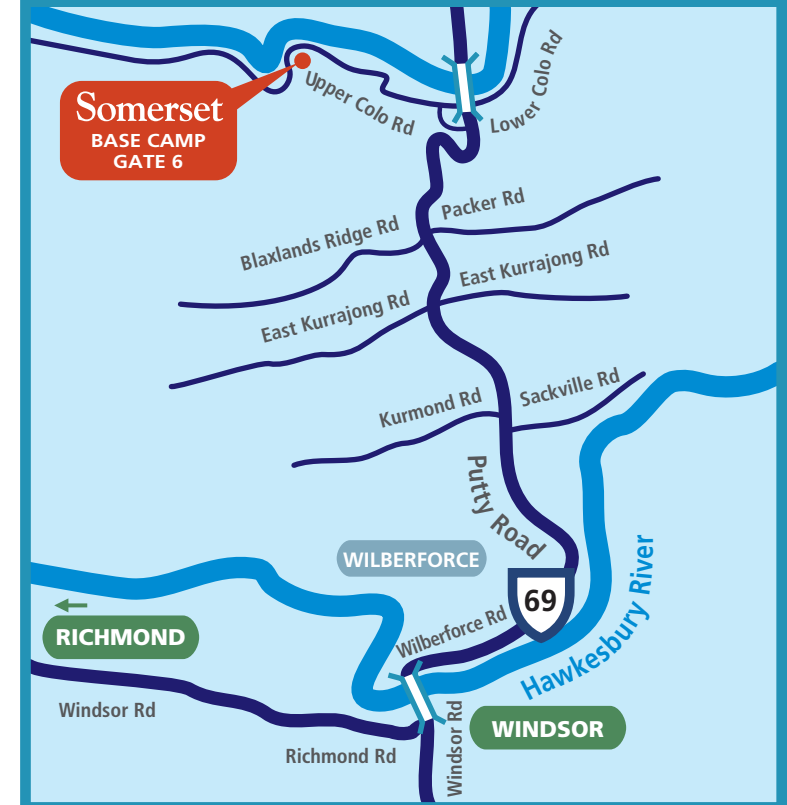 Lower Colo Rd
Upper Colo Rd
Somerset
BASE CAMP
GATE 6
Packer Rd
Blaxlands Ridge Rd
East Kurrajong Rd
East Kurrajong Rd
Sackville Rd
Kurmond Rd
Putty Road
WILBERFORCE
69
Hawkesbury River
Wilberforce Rd
RICHMOND
Windsor Rd
Windsor Rd
WINDSOR
Richmond Rd